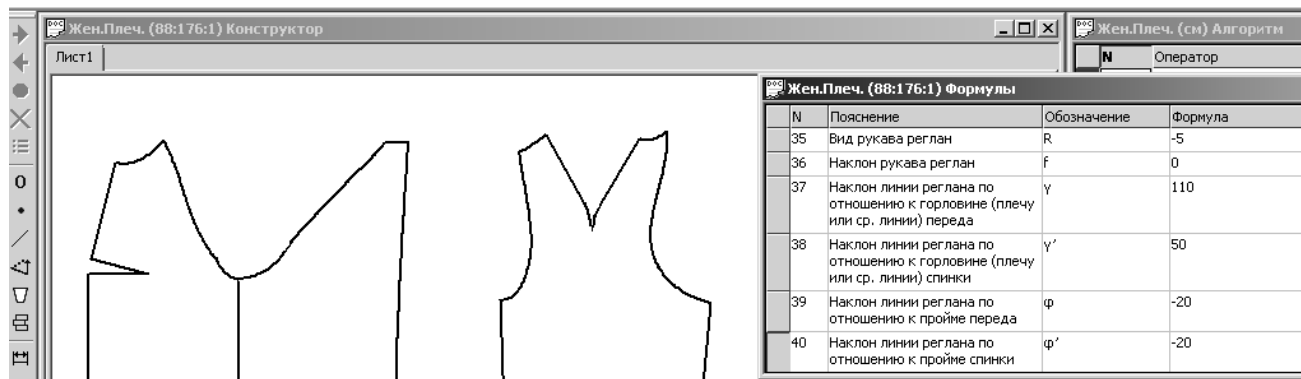 Жен.Плеч. (88:176:1) Конструктор
Жен.Плеч. (см) Алгоритм
Лист1
N Оператор
Жен.Плеч. (88:176:1) Формулы
N Пояснение Обозначение Формула
35 Вид рукава реглан R -5
36 Наклон рукава реглан f 0
37 Наклон линии реглана по γ 110
отношению к горловине (плечу
или ср. линии) переда
38 Наклон линии реглана по γ′ 50
отношению к горловине (плечу
или ср. линии) спинки
39 Наклон линии реглана по φ -20
отношению к пройме переда
40 Наклон линии реглана по φ′ -20
отношению к пройме спинки
0